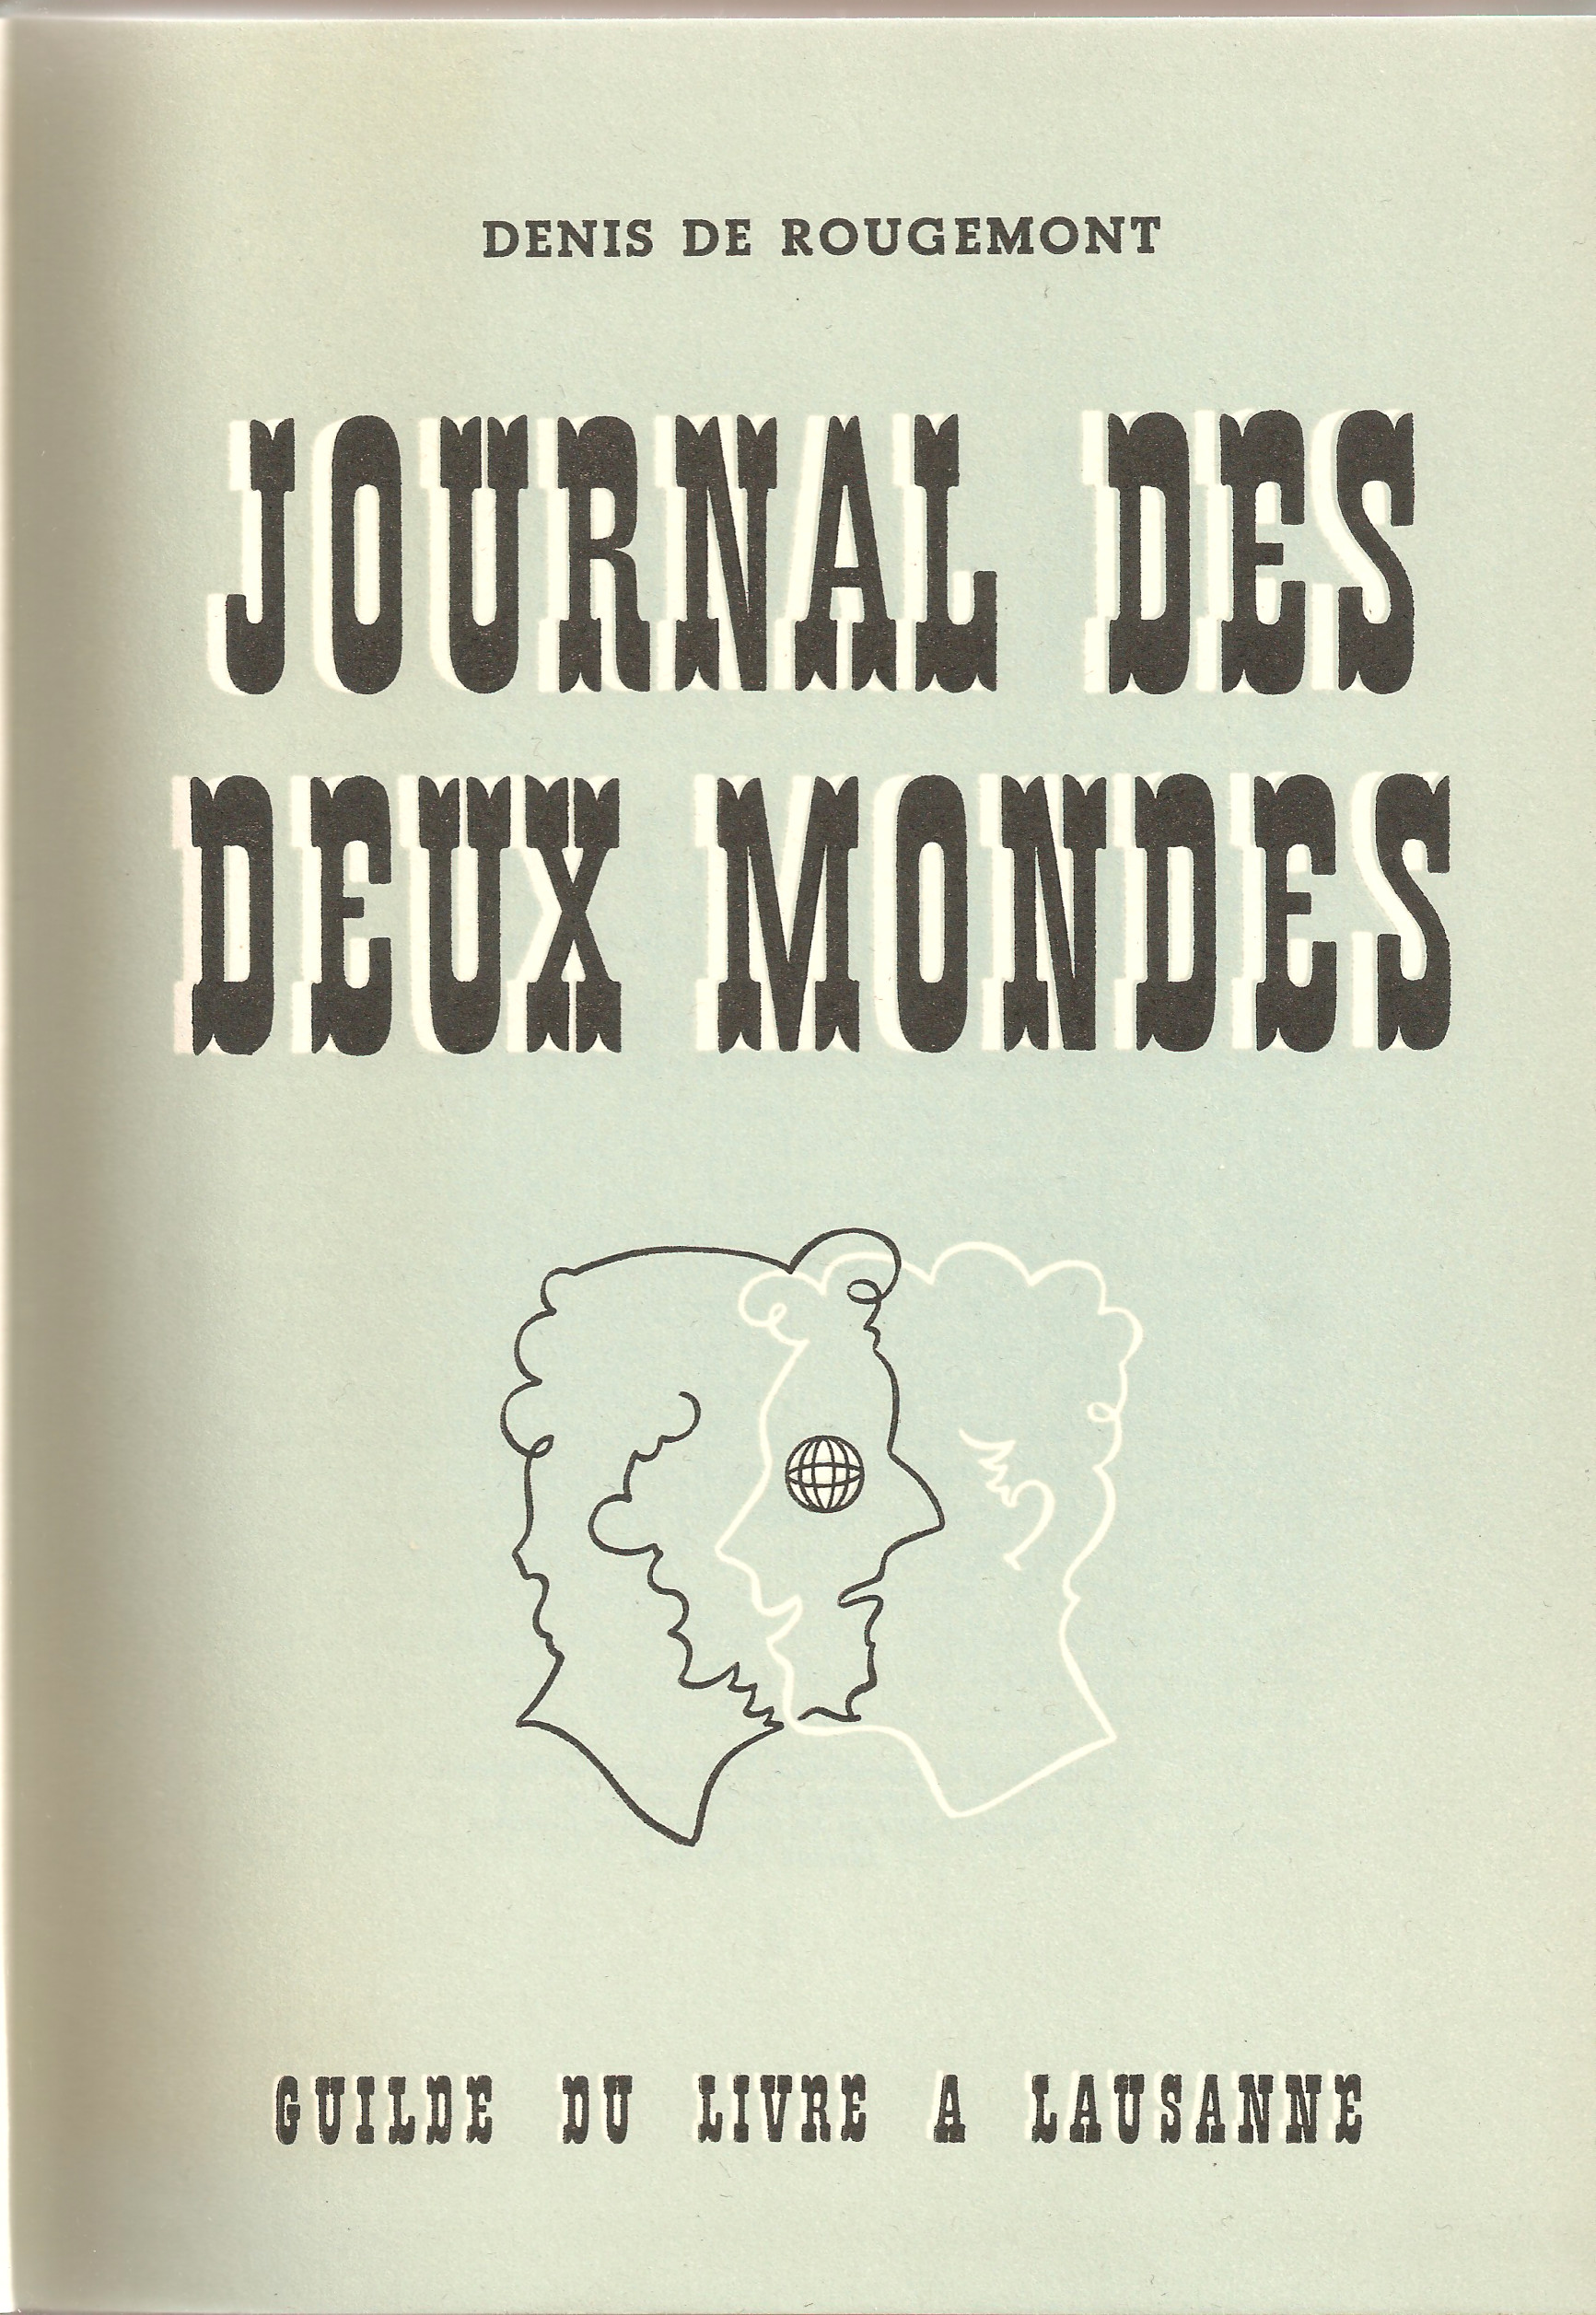 DENIS DE ROUGEMONT
JOURNAL DES
DEUX MONDES
GUILDE DU LIVRE A LAUSANNE